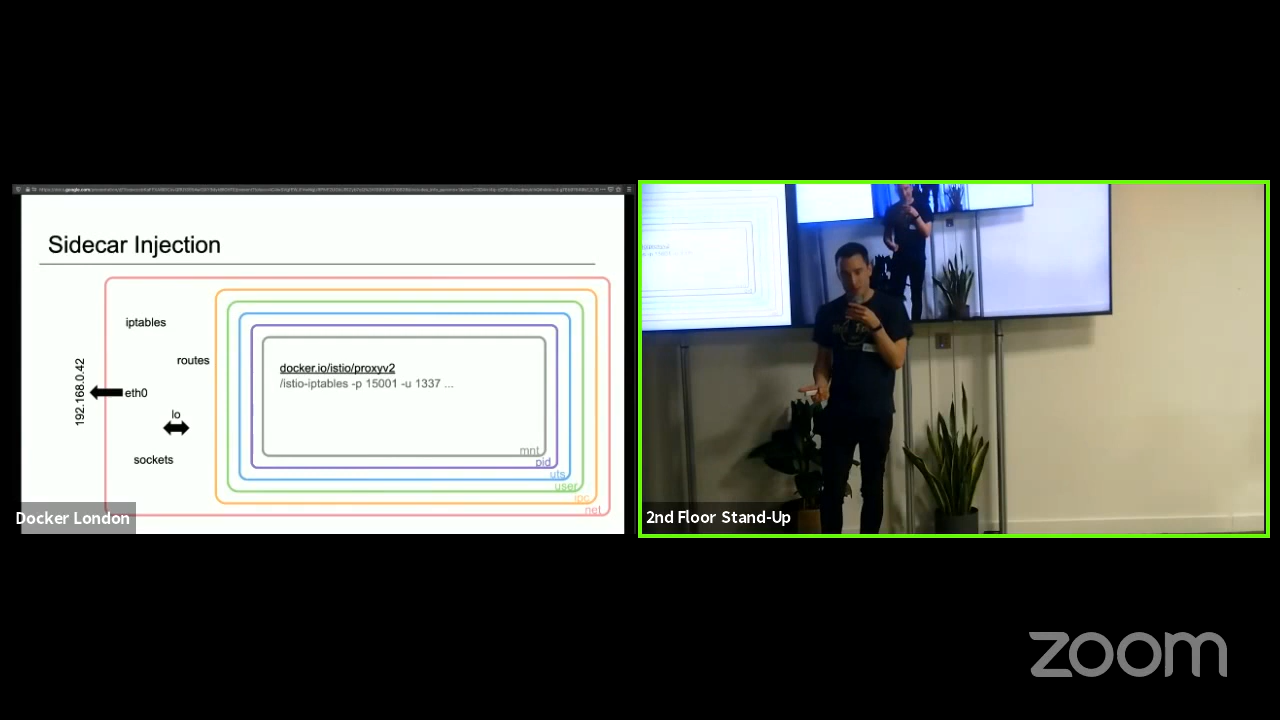 Sidecar Injection
iptables
routes
192.168.0.42
eth0
lo
sockets
docker.io/istio/proxyv2
/istio-iptables -p 15001 -u 1337 ...
mnt
pid
uts
user
ipc
net
Docker London
2nd Floor Stand-Up
zoom